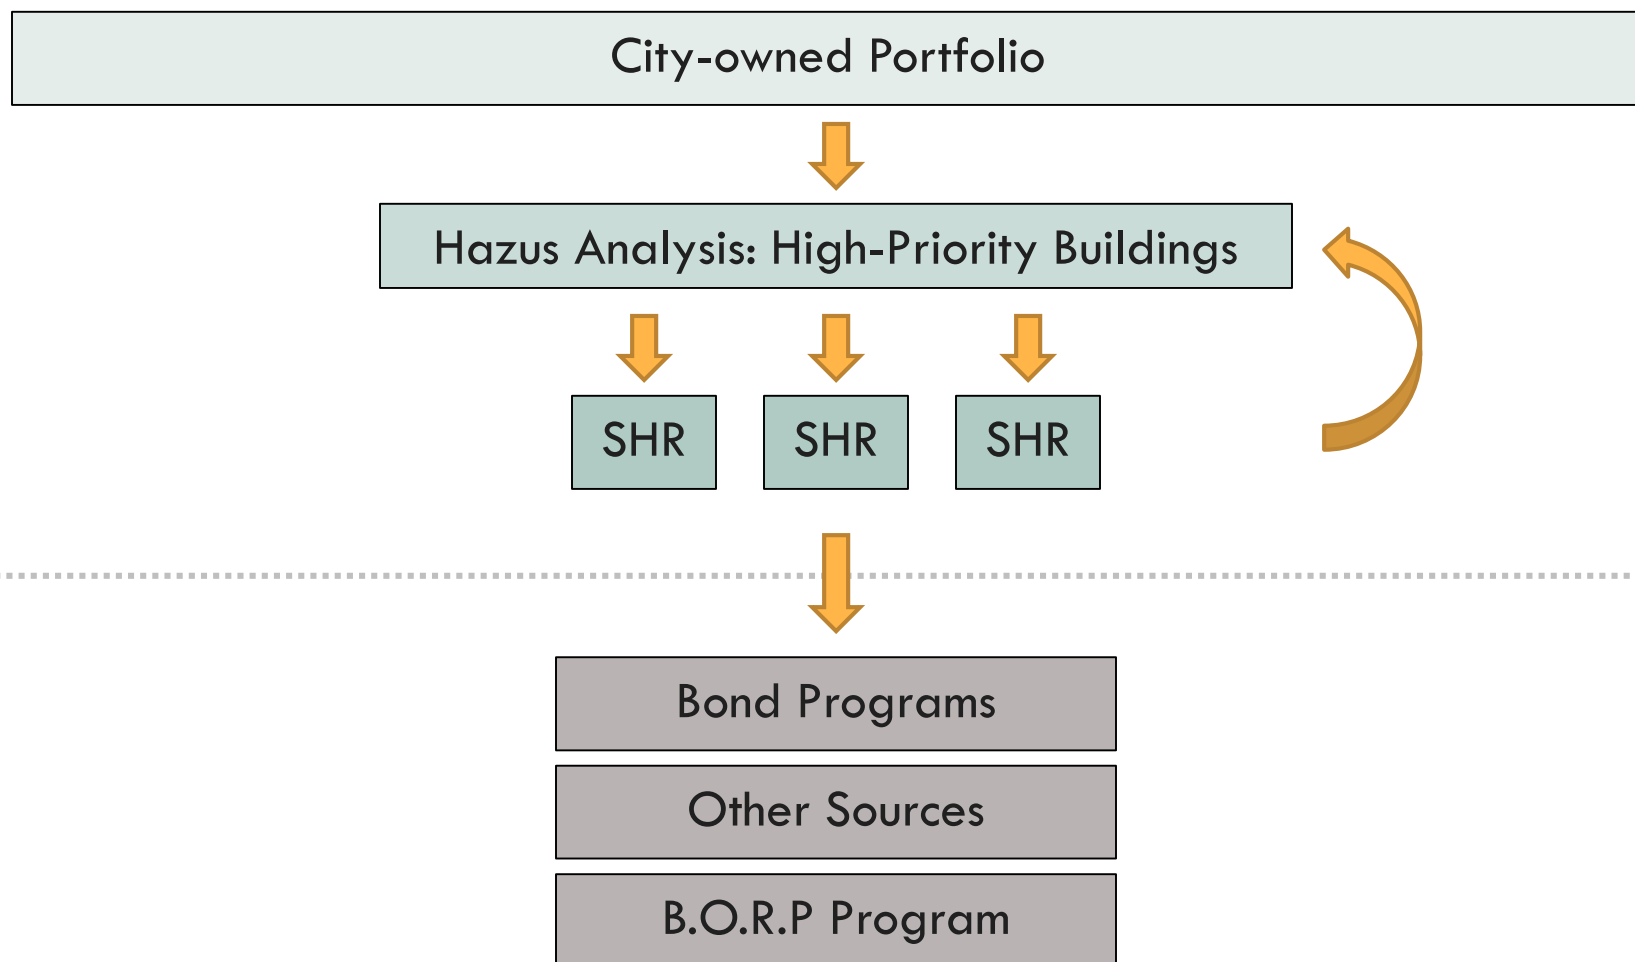 City-owned Portfolio
Hazus Analysis: High-Priority Buildings
SHR SHR SHR
Bond Programs
Other Sources
B.O.R.P Program